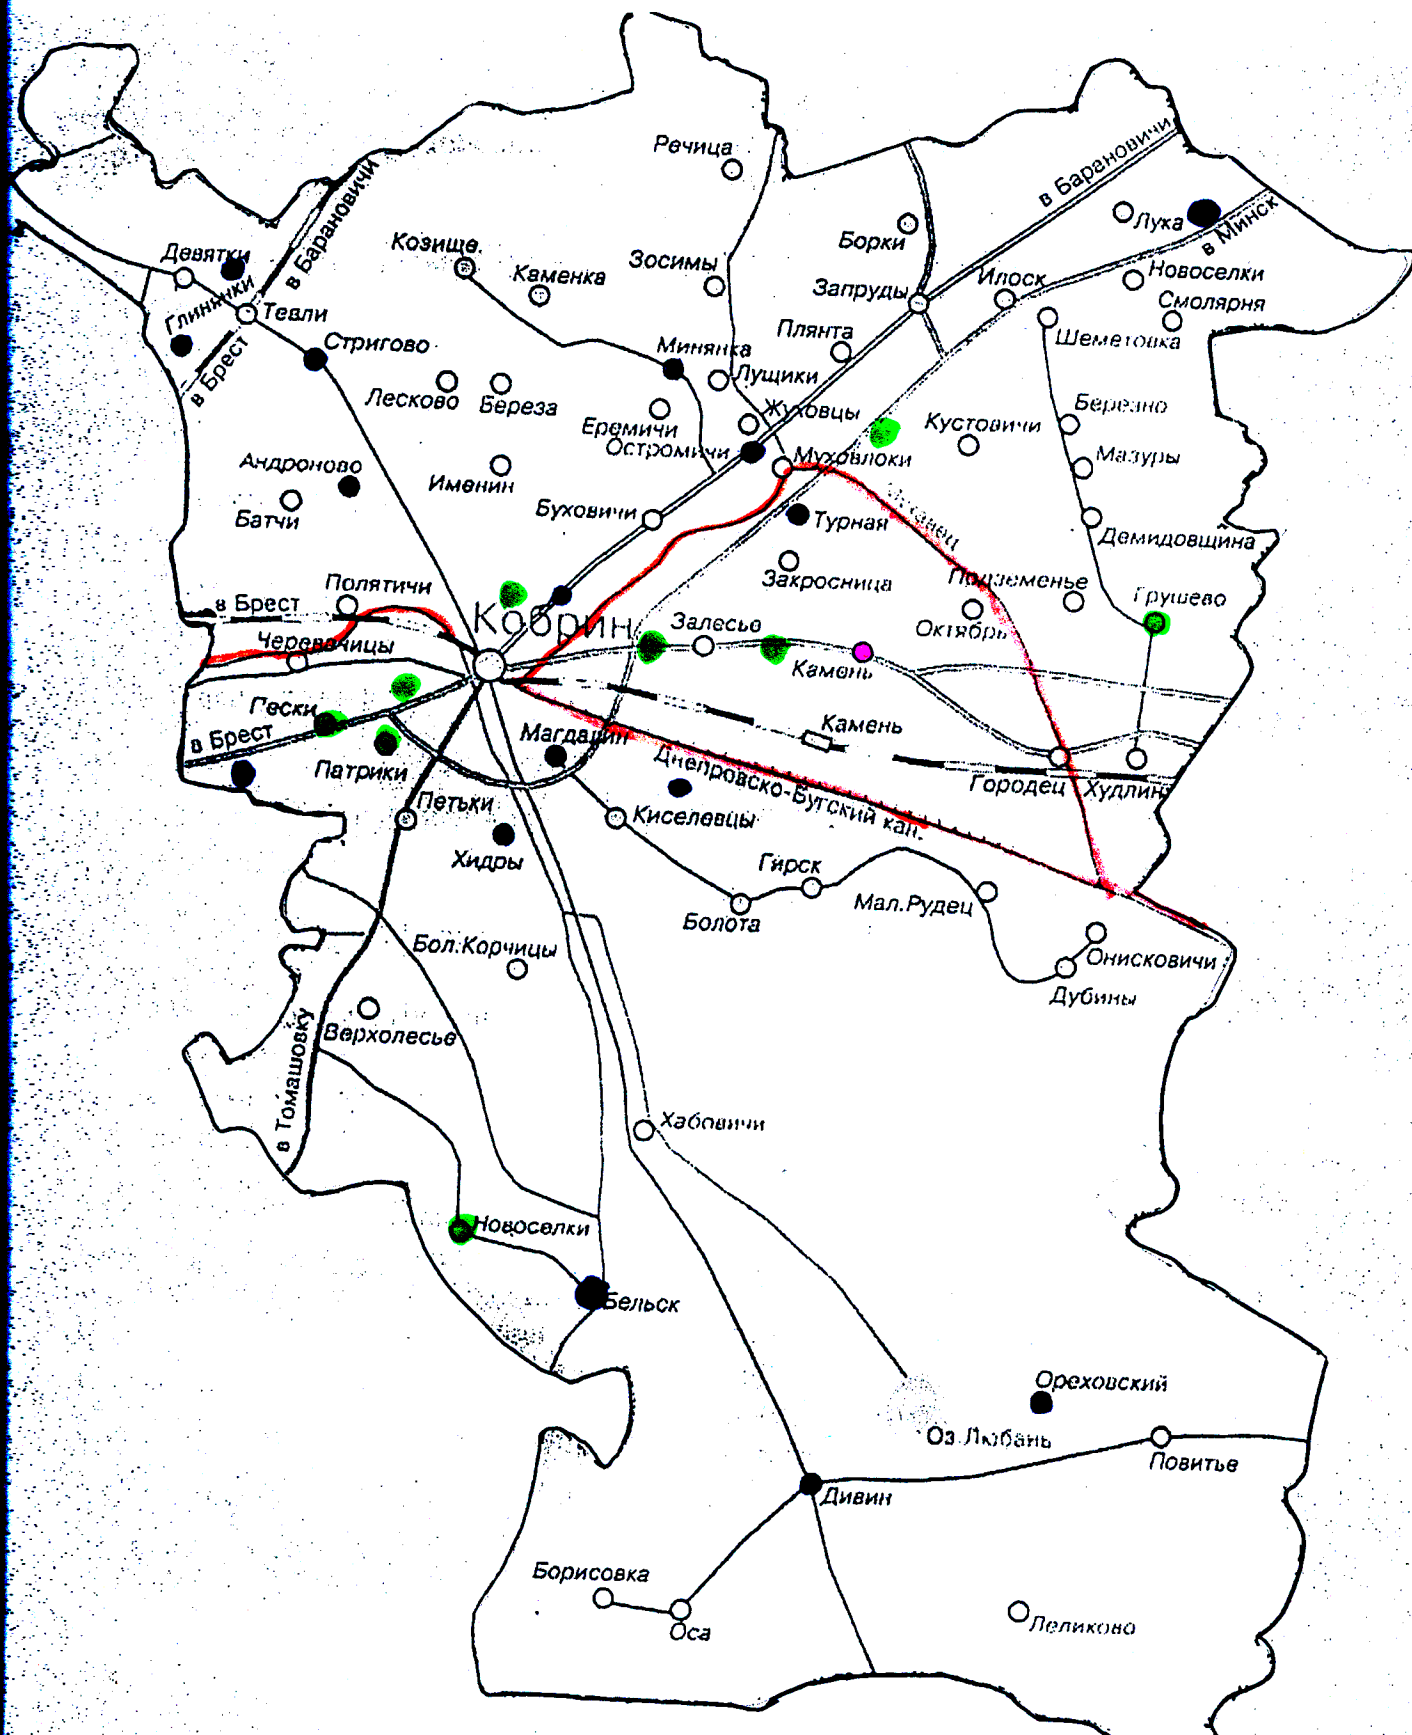 Речица
в Барановичи
Лука
в Минск
Борки
Девятки
в Барановичи
Козище
Каменка
Зосимы
Запруды
Илоск
Новоселки
Смолярня
Глинянки
Тевли
Плянта
Шеметовка
Стригово
в Брест
Минянка
Лущики
Лесково
Береза
Жуховцы
Березно
Еремичи
Кустовичи
Остромичи
Муховлоки
Мазуры
Андроново
Именин
Батчи
Буховичи
Турная
Демидовщина
Закросница
Подземенье
Полятичи
Грушево
в Брест
Кобрин
Залесье
Октябрь
Черевачицы
Камень
Гески
в Брест
Магдалин
Камень
Днепровско-Бугский кан.
Патрики
Городец
Худлин
Петьки
Киселевцы
Хидры
Гирск
Мал.Рудец
Болота
Бол.Корчицы
Онисковичи
Дубины
Верхолесье
в Томашовку
Хабовичи
Новоселки
Бельск
Ореховский
Оз.Любань
Повитье
Дивин
Борисовка
Оса
Леликово